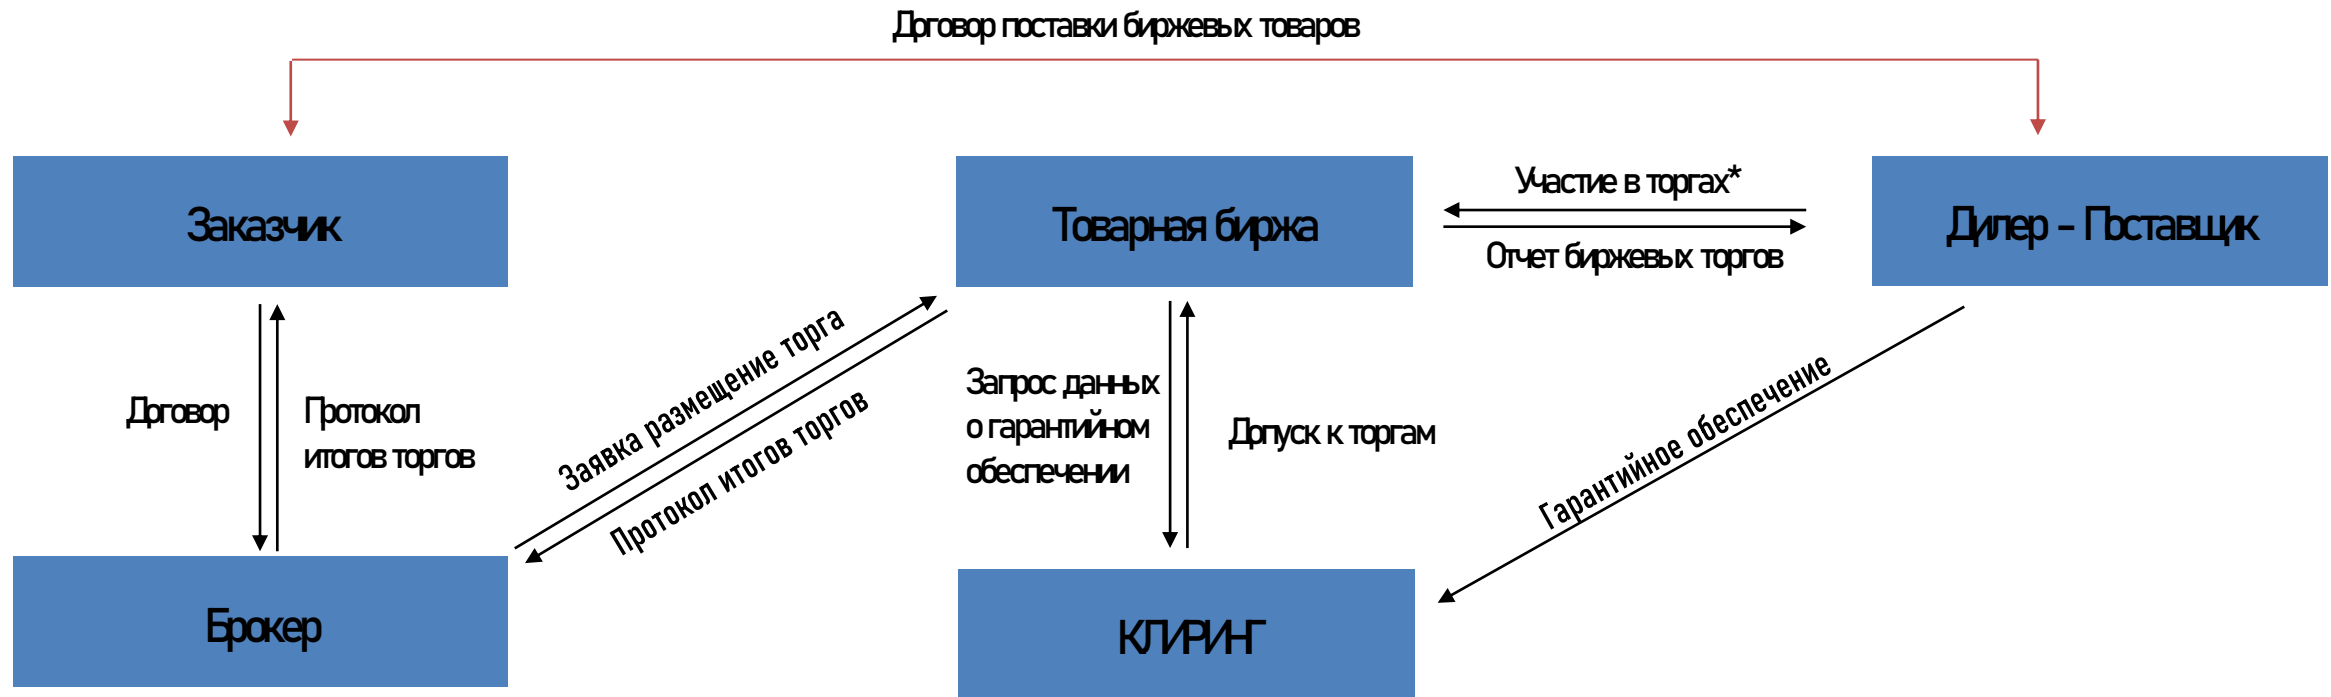 Договор поставки биржевых товаров
Заказчик
Товарная биржа
Участие в торгах*
Отчет биржевых торгов
Дилер - Поставщик
Договор
Протокол
итогов торгов
Заявка размещение торга
Протокол итогов торгов
Запрос данных
о гарантийном
обеспечении
Допуск к торгам
Гарантийное обеспечение
Брокер
КЛИРИНГ